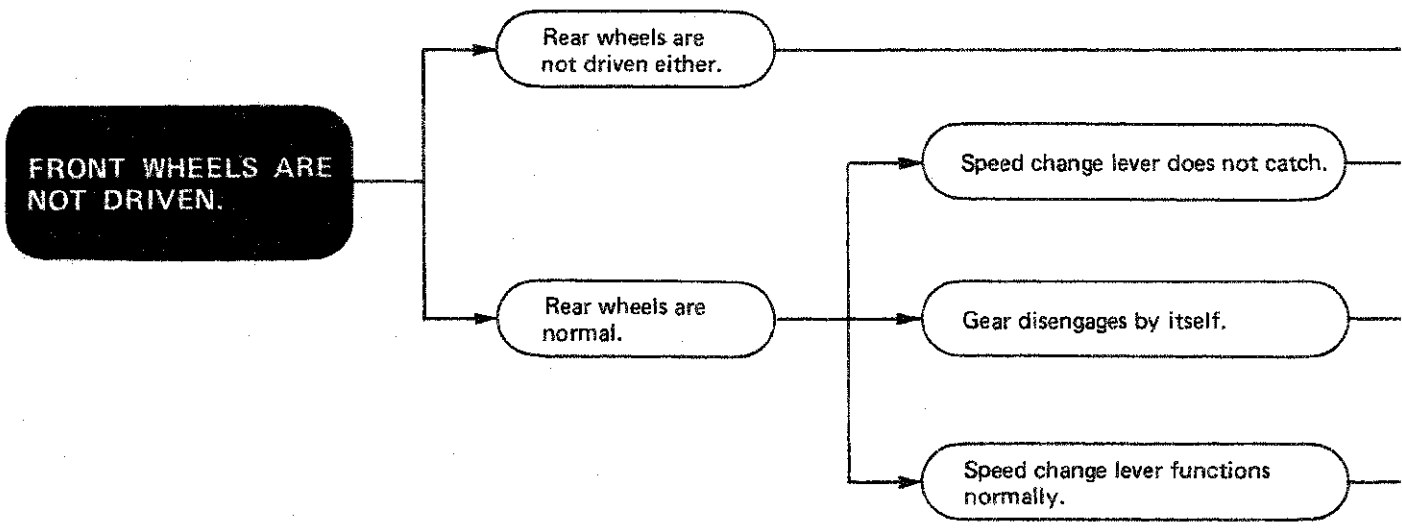 Rear wheels are
not driven either.
FRONT WHEELS ARE
NOT DRIVEN.
Speed change lever does not catch.
Rear wheels are
normal.
Gear disengages by itself.
Speed change lever functions
normally.